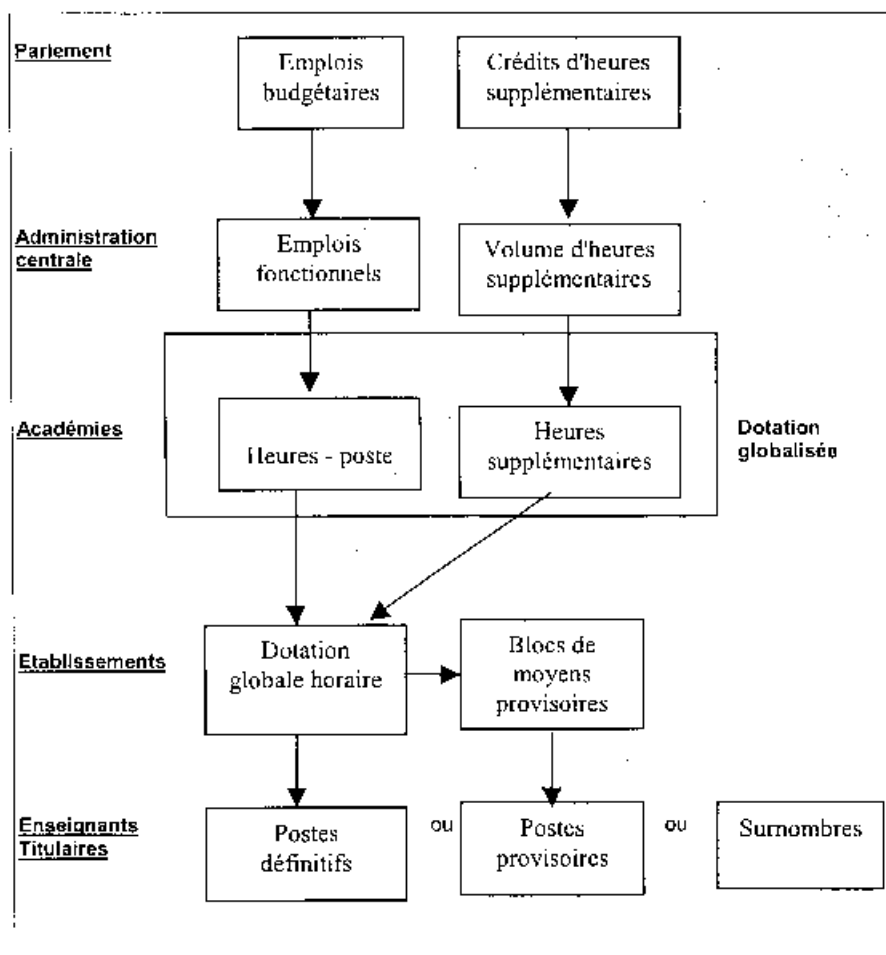 Parlement
Emplois
budgétaires
Crédits d'heures
supplémentaires
Administration
centrale
Emplois
fonctionnels
Volume d'heures
supplémentaires
Académies
Heures - poste
Heures
supplémentaires
Dotation
globalisée
Etablissements
Dotation
globale horaire
Blocs de
moyens
provisoires
Enseignants
Titulaires
Postes
définitifs
ou
Postes
provisoires
ou
Surnombres